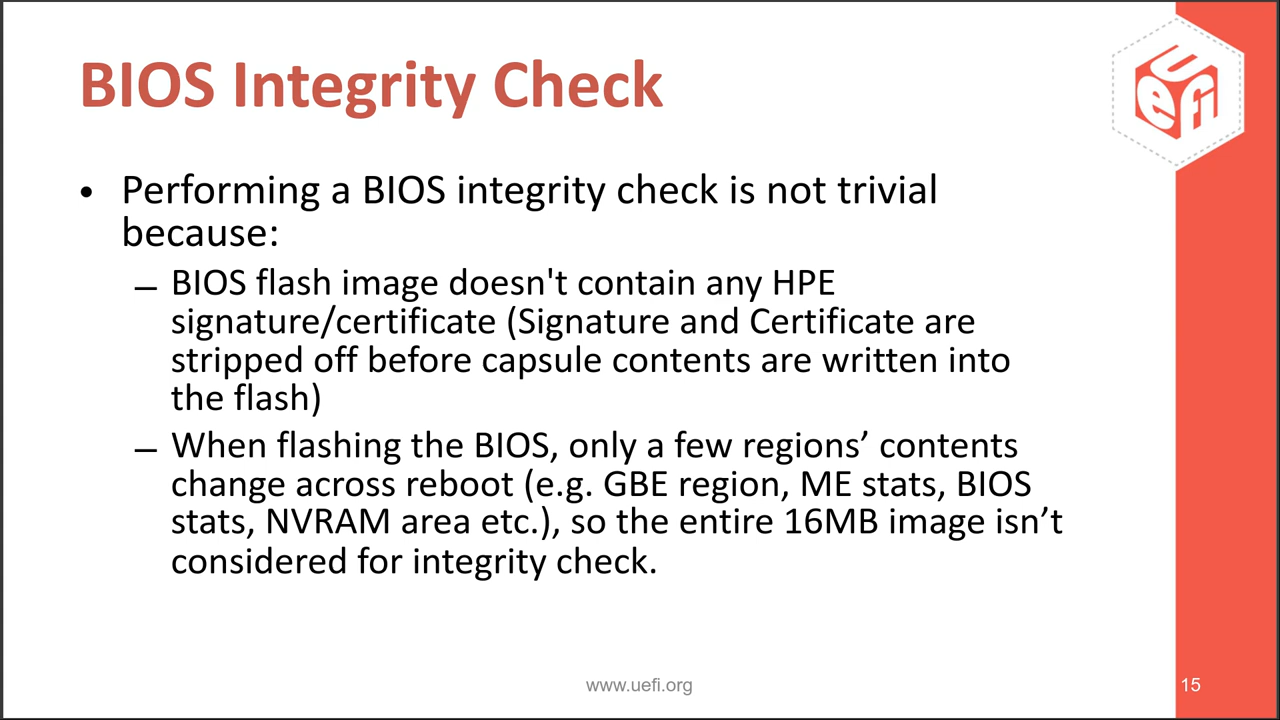 BIOS Integrity Check
uefi
• Performing a BIOS integrity check is not trivial
because:
– BIOS flash image doesn't contain any HPE
signature/certificate (Signature and Certificate are
stripped off before capsule contents are written into
the flash)
– When flashing the BIOS, only a few regions’ contents
change across reboot (e.g. GBE region, ME stats, BIOS
stats, NVRAM area etc.), so the entire 16MB image isn’t
considered for integrity check.
www.uefi.org
15